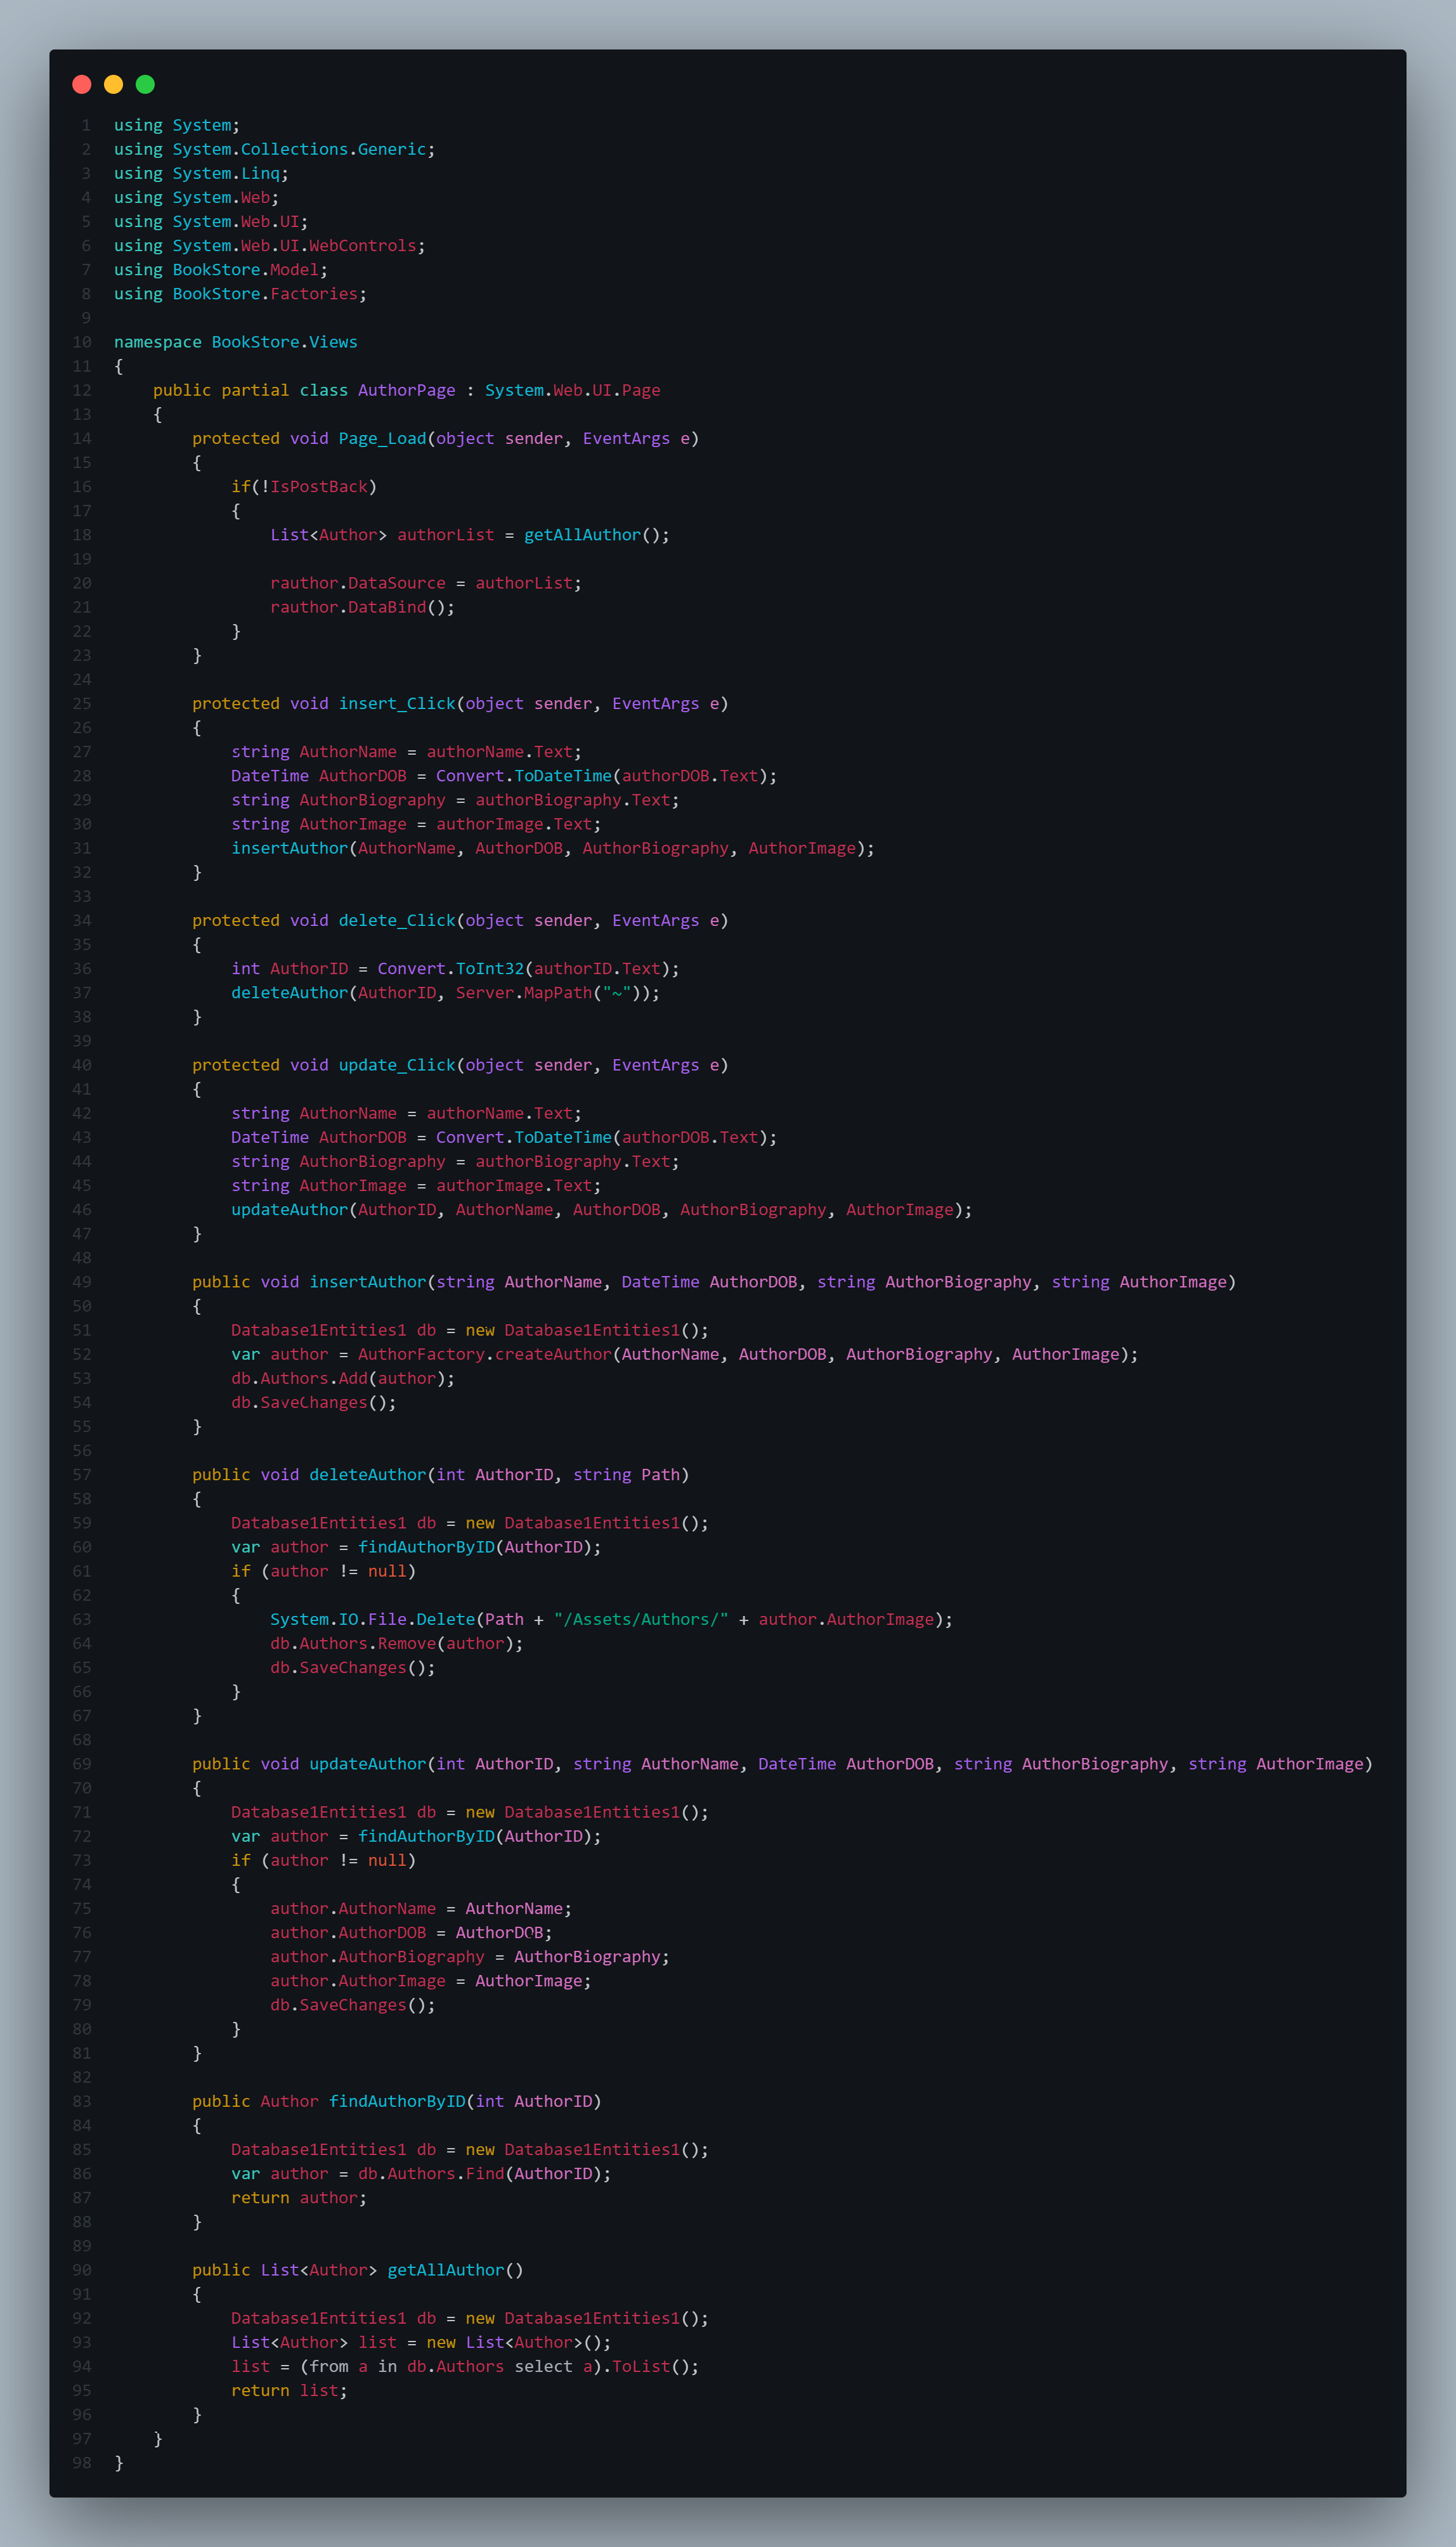 1 using System;
2 using System.Collections.Generic;
3 using System.Linq;
4 using System.Web;
5 using System.Web.UI;
6 using System.Web.UI.WebControls;
7 using BookStore.Model;
8 using BookStore.Factories;
9
10 namespace BookStore.Views
11 {
12     public partial class AuthorPage : System.Web.UI.Page
13     {
14         protected void Page_Load(object sender, EventArgs e)
15         {
16             if(!IsPostBack)
17             {
18                 List<Author> authorList = getAllAuthor();
19
20                 rauthor.DataSource = authorList;
21                 rauthor.DataBind();
22             }
23         }
24
25         protected void insert_Click(object sender, EventArgs e)
26         {
27             string AuthorName = authorName.Text;
28             DateTime AuthorDOB = Convert.ToDateTime(authorDOB.Text);
29             string AuthorBiography = authorBiography.Text;
30             string AuthorImage = authorImage.Text;
31             insertAuthor(AuthorName, AuthorDOB, AuthorBiography, AuthorImage);
32         }
33
34         protected void delete_Click(object sender, EventArgs e)
35         {
36             int AuthorID = Convert.ToInt32(authorID.Text);
37             deleteAuthor(AuthorID, Server.MapPath("~"));
38         }
39
40         protected void update_Click(object sender, EventArgs e)
41         {
42             string AuthorName = authorName.Text;
43             DateTime AuthorDOB = Convert.ToDateTime(authorDOB.Text);
44             string AuthorBiography = authorBiography.Text;
45             string AuthorImage = authorImage.Text;
46             updateAuthor(AuthorID, AuthorName, AuthorDOB, AuthorBiography, AuthorImage);
47         }
48
49         public void insertAuthor(string AuthorName, DateTime AuthorDOB, string AuthorBiography, string AuthorImage)
50         {
51             Database1Entities1 db = new Database1Entities1();
52             var author = AuthorFactory.createAuthor(AuthorName, AuthorDOB, AuthorBiography, AuthorImage);
53             db.Authors.Add(author);
54             db.SaveChanges();
55         }
56
57         public void deleteAuthor(int AuthorID, string Path)
58         {
59             Database1Entities1 db = new Database1Entities1();
60             var author = findAuthorByID(AuthorID);
61             if (author != null)
62             {
63                 System.IO.File.Delete(Path + "/Assets/Authors/" + author.AuthorImage);
64                 db.Authors.Remove(author);
65                 db.SaveChanges();
66             }
67         }
68
69         public void updateAuthor(int AuthorID, string AuthorName, DateTime AuthorDOB, string AuthorBiography, string AuthorImage)
70         {
71             Database1Entities1 db = new Database1Entities1();
72             var author = findAuthorByID(AuthorID);
73             if (author != null)
74             {
75                 author.AuthorName = AuthorName;
76                 author.AuthorDOB = AuthorDOB;
77                 author.AuthorBiography = AuthorBiography;
78                 author.AuthorImage = AuthorImage;
79                 db.SaveChanges();
80             }
81         }
82
83         public Author findAuthorByID(int AuthorID)
84         {
85             Database1Entities1 db = new Database1Entities1();
86             var author = db.Authors.Find(AuthorID);
87             return author;
88         }
89
90         public List<Author> getAllAuthor()
91         {
92             Database1Entities1 db = new Database1Entities1();
93             List<Author> list = new List<Author>();
94             list = (from a in db.Authors select a).ToList();
95             return list;
96         }
97     }
98 }